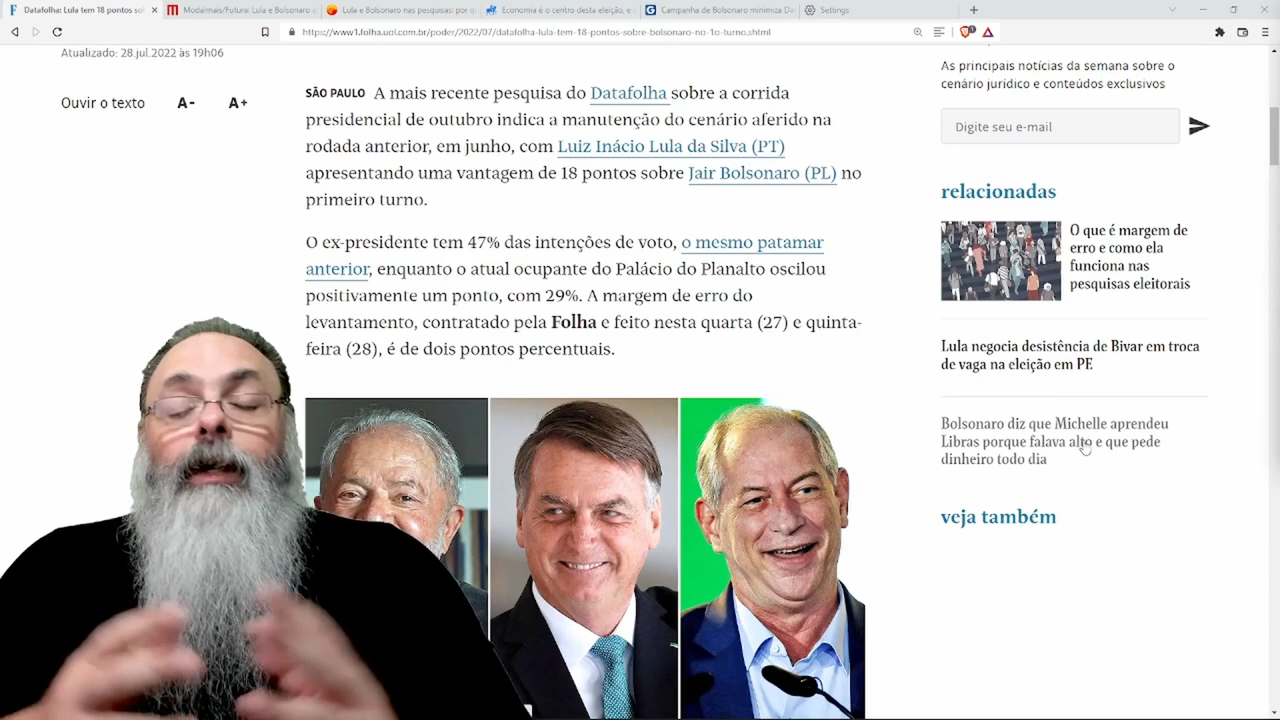 Datafolha: Lula tem 18 pontos sob
Modalmais/Futura: Lula e Bolsonaro a
Lula e Bolsonaro nas pesquisas: por q
Economia é o centro desta eleição, e
Campanha de Bolsonaro minimiza Da
Settings
https://www1.folha.uol.com.br/poder/2022/07/datafolha-lula-tem-18-pontos-sobre-bolsonaro-no-1o-turno.shtml
Atualizado: 28.jul.2022 às 19h06
Ouvir o texto
A-
A+
SÃO PAULO A mais recente pesquisa do Datafolha sobre a corrida
presidencial de outubro indica a manutenção do cenário aferido na
rodada anterior, em junho, com Luiz Inácio Lula da Silva (PT)
apresentando uma vantagem de 18 pontos sobre Jair Bolsonaro (PL) no
primeiro turno.
O ex-presidente tem 47% das intenções de voto, o mesmo patamar
anterior, enquanto o atual ocupante do Palácio do Planalto oscilou
positivamente um ponto, com 29%. A margem de erro do
levantamento, contratado pela Folha e feito nesta quarta (27) e quinta-
feira (28), é de dois pontos percentuais.
As principais notícias da semana sobre o
cenário jurídico e conteúdos exclusivos
Digite seu e-mail
relacionadas
O que é margem de
erro e como ela
funciona nas
pesquisas eleitorais
Lula negocia desistência de Bivar em troca
de vaga na eleição em PE
Bolsonaro diz que Michelle aprendeu
Libras porque falava alto e que pede
dinheiro todo dia
veja também